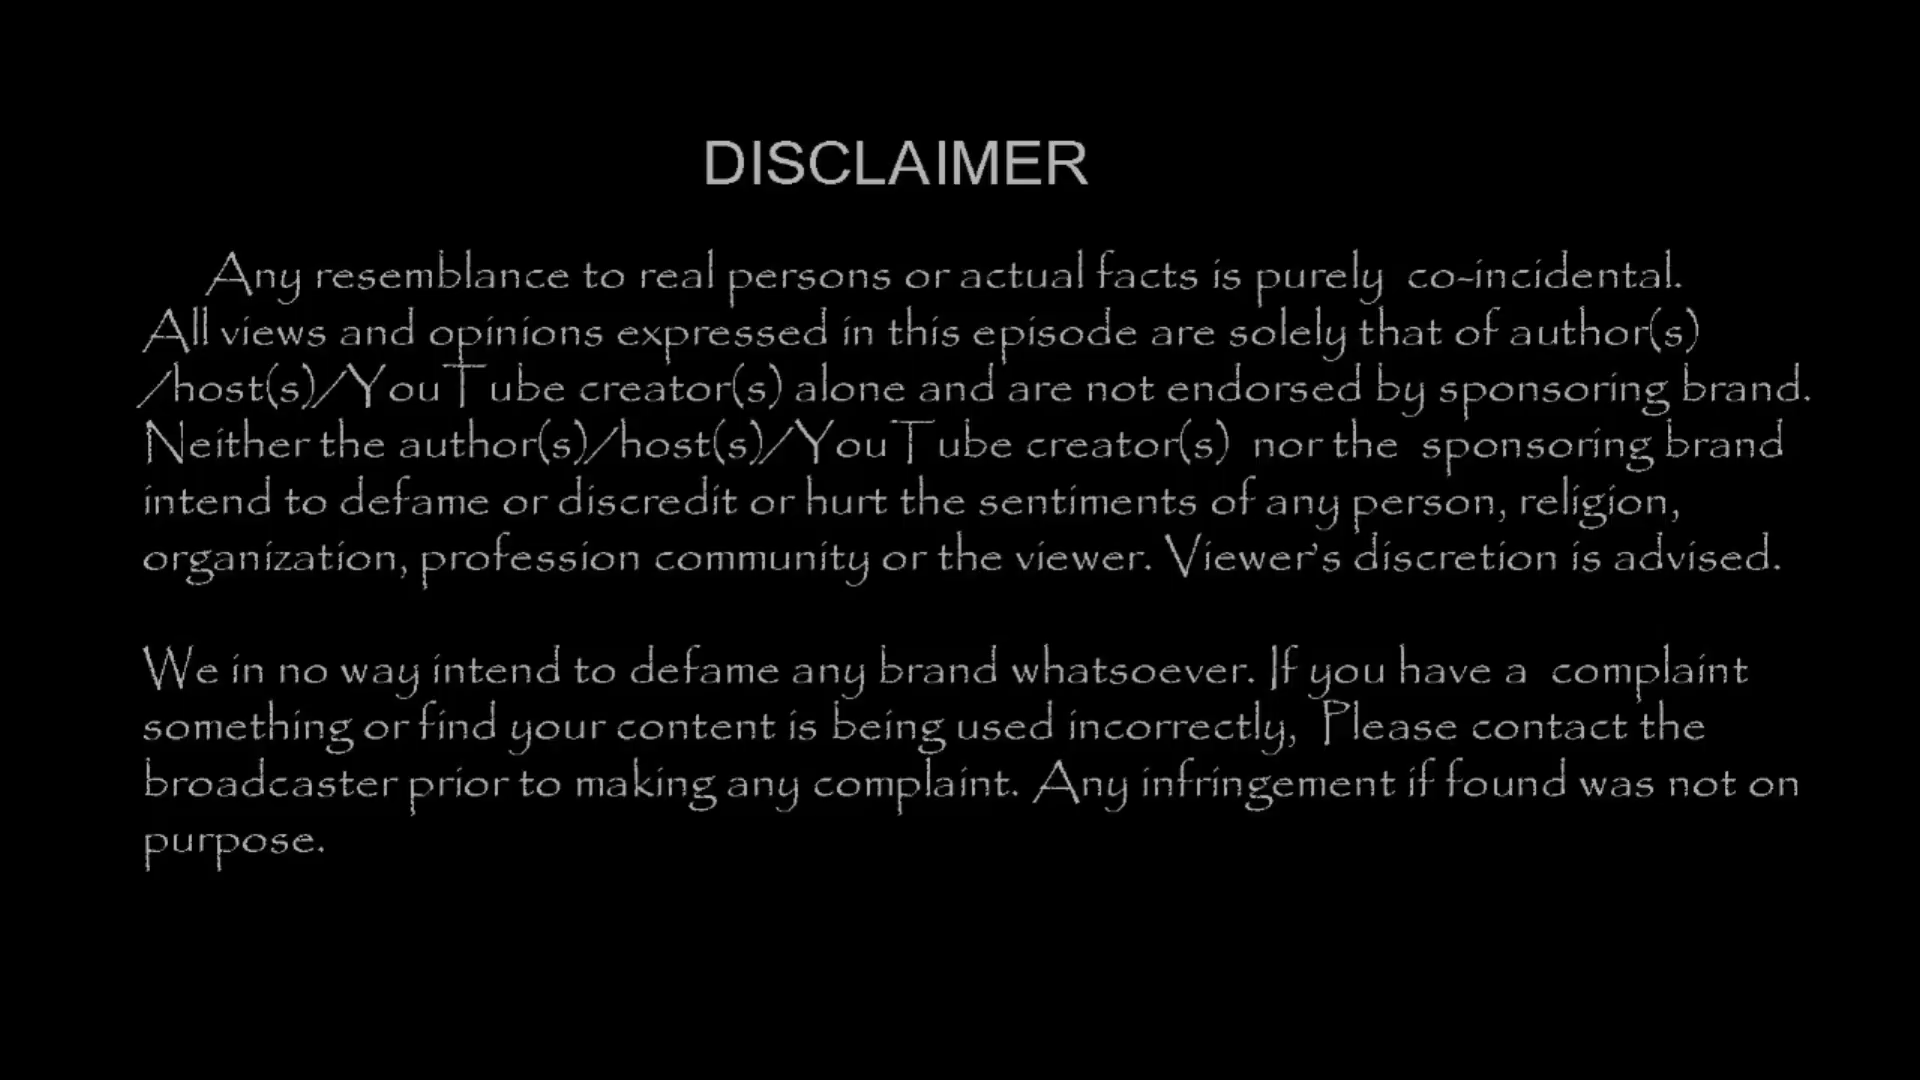 DISCLAIMER
Any resemblance to real persons or actual facts is purely co-incidental.
All views and opinions expressed in this episode are solely that of author(s)
/host(s)/YouTube creator(s) alone and are not endorsed by sponsoring brand.
Neither the author(s)/host(s)/YouTube creator(s) nor the sponsoring brand
intend to defame or discredit or hurt the sentiments of any person, religion,
organization, profession community or the viewer. Viewer's discretion is advised.
We in no way intend to defame any brand whatsoever. If you have a complaint
something or find your content is being used incorrectly, Please contact the
broadcaster prior to making any complaint. Any infringement if found was not on
purpose.